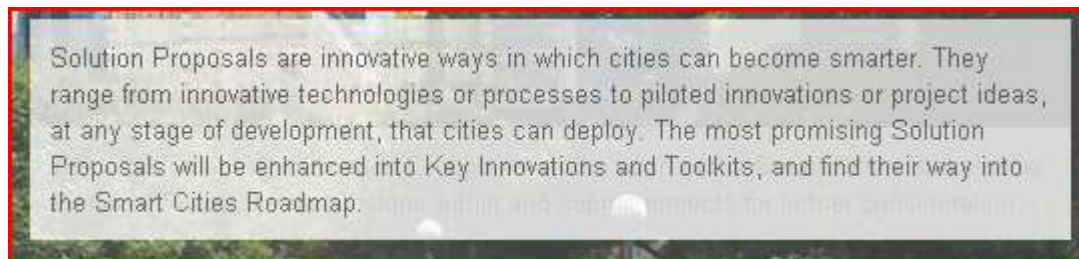 Solution Proposals are innovative ways in which cities can become smarter. They
range from innovative technologies or processes to piloted innovations or project ideas,
at any stage of development, that cities can deploy. The most promising Solution
Proposals will be enhanced into Key Innovations and Toolkits, and find their way into
the Smart Cities Roadmap.